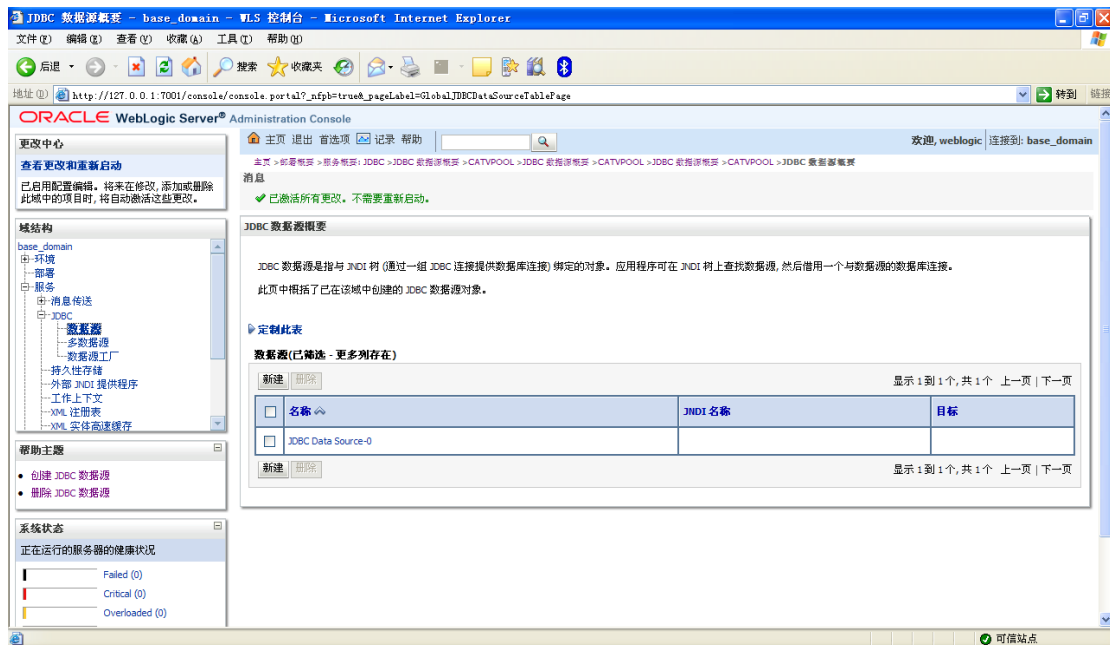 JDBC 数据源概要 - base_domain - WLS 控制台 - Microsoft Internet Explorer
文件(F) 编辑(E) 查看(V) 收藏(A) 工具(T) 帮助(H)
后退 搜索 收藏夹
地址(D) http://127.0.0.1:7001/console/console.portal?_nfpb=true&_pageLabel=GlobalJDBCDataSourceTablePage 转到 链接
ORACLE WebLogic Server® Administration Console
更改中心
查看更改和重新启动
已启用配置编辑。将来在修改, 添加或删除
此域中的项目时, 将自动激活这些更改。
域结构
base_domain
环境
部署
服务
消息传送
JDBC
数据源
多数据源
数据源工厂
持久性存储
外部 JNDI 提供程序
工作上下文
XML 注册表
XML 实体高速缓存
帮助主题
创建 JDBC 数据源
删除 JDBC 数据源
系统状态
正在运行的服务器的健康状况
Failed (0)
Critical (0)
Overloaded (0)
主页 退出 首选项 记录 帮助
欢迎, weblogic 连接到: base_domain
主页 >部署概要 >服务概要: JDBC >JDBC 数据源概要 >CATVPOOL >JDBC 数据源概要 >CATVPOOL >JDBC 数据源概要 >CATVPOOL >JDBC 数据源概要
消息
已激活所有更改。不需要重新启动。
JDBC 数据源概要
JDBC 数据源是指与 JNDI 树 (通过一组 JDBC 连接提供数据库连接) 绑定的对象。应用程序可在 JNDI 树上查找数据源, 然后借用一个与数据源的数据库连接。
此页中概括了已在该域中创建的 JDBC 数据源对象。
定制此表
数据源(已筛选 - 更多列存在)
新建 删除 显示 1 到 1 个, 共 1 个 上一页 | 下一页
名称 JNDI 名称 目标
JDBC Data Source-0
新建 删除 显示 1 到 1 个, 共 1 个 上一页 | 下一页
可信站点